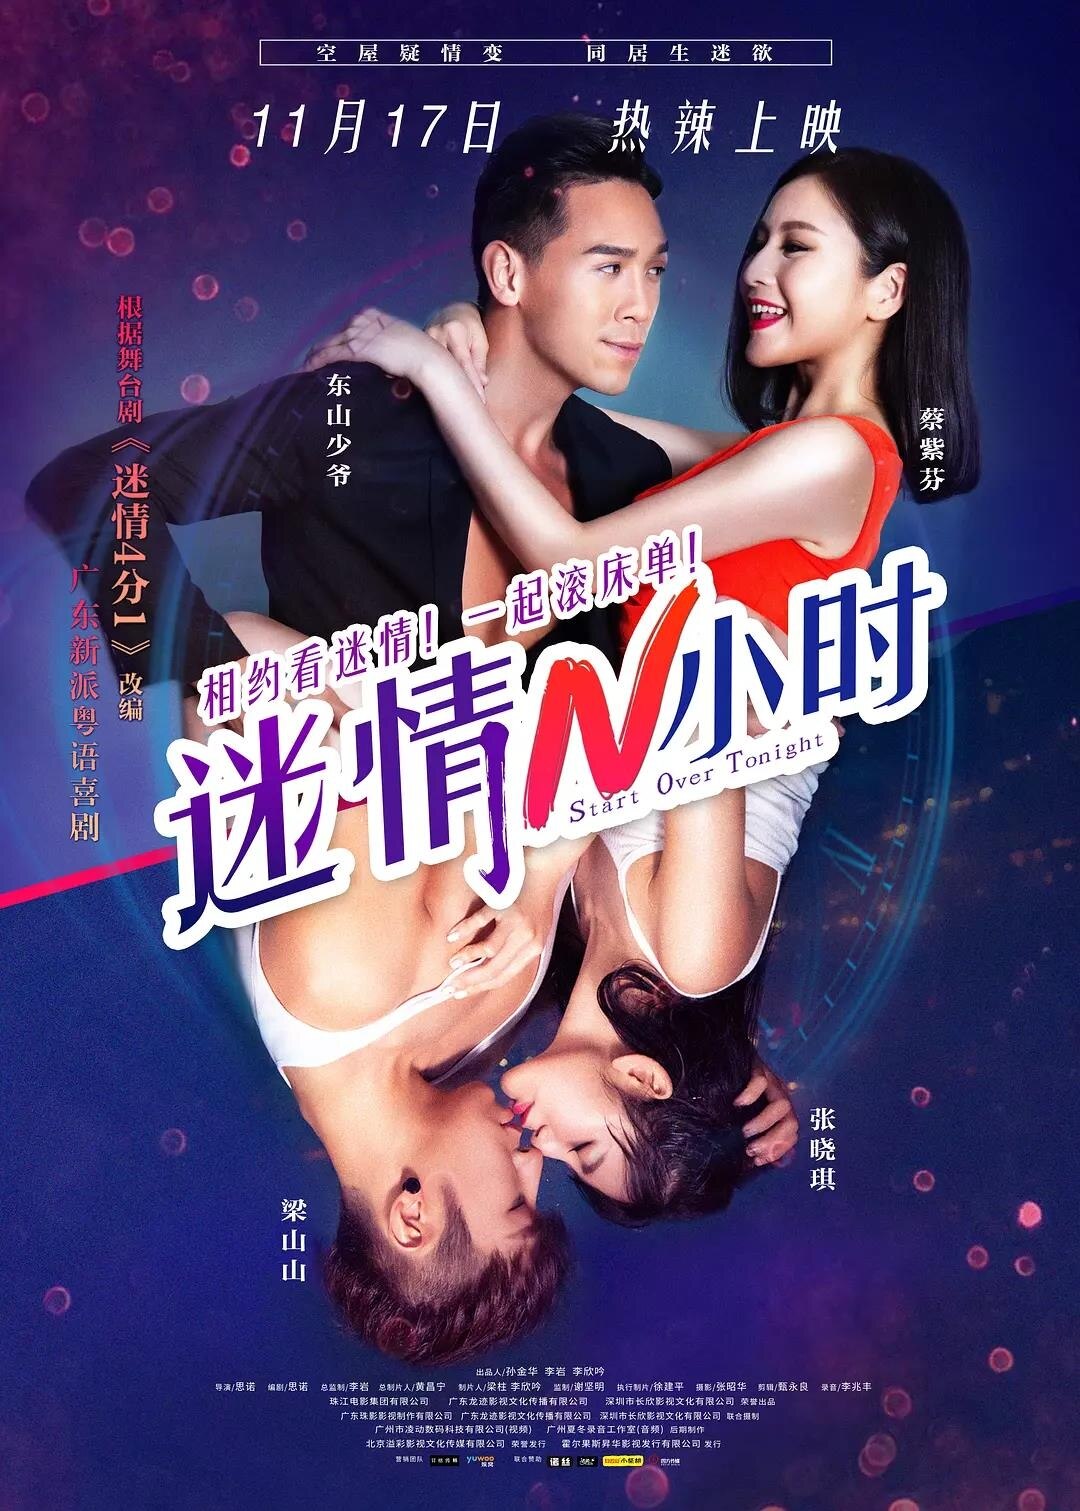 空屋疑情变 同居生迷欲
11月17日 热辣上映
根据舞台剧《迷情4分1》改编
广东新派粤语喜剧
东山少爷
蔡紫芬
相约看迷情！一起滚床单！
迷情N小时
Start Over Tonight
张晓琪
梁山山
出品人/孙金华 李岩 李欣吟
导演/思诺 编剧/思诺 总监制/李岩 总制片人/黄昌宁 制片人/梁柱 李欣吟 监制/谢坚明 执行制片/徐建平 摄影/张昭华 剪辑/甄永良 录音/李兆丰
珠江电影集团有限公司 广东龙迹影视文化传播有限公司 深圳市长欣影视文化有限公司 荣誉出品
广东珠影影视制作有限公司 广东龙迹影视文化传播有限公司 深圳市长欣影视文化有限公司 联合摄制
广州市凌动数码科技有限公司(视频) 广州夏冬录音工作室(音频) 后期制作
北京溢彩影视文化传媒有限公司 荣誉发行 霍尔果斯昇华影视发行有限公司 发行
营销团队 yuwoo 娱窝 联合赞助 诺丝